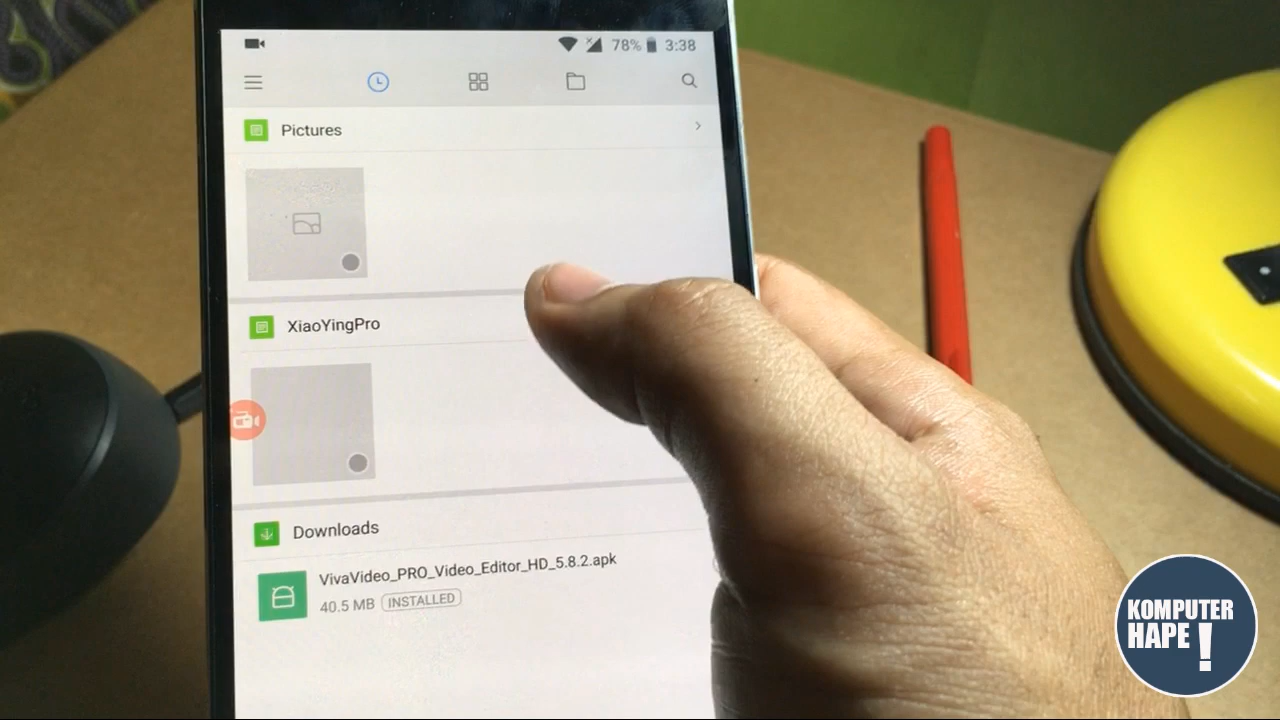 78% 3:38
Pictures
XiaoYingPro
Downloads
VivaVideo_PRO_Video_Editor_HD_5.8.2.apk
40.5 MB INSTALLED
KOMPUTER
HAPE!